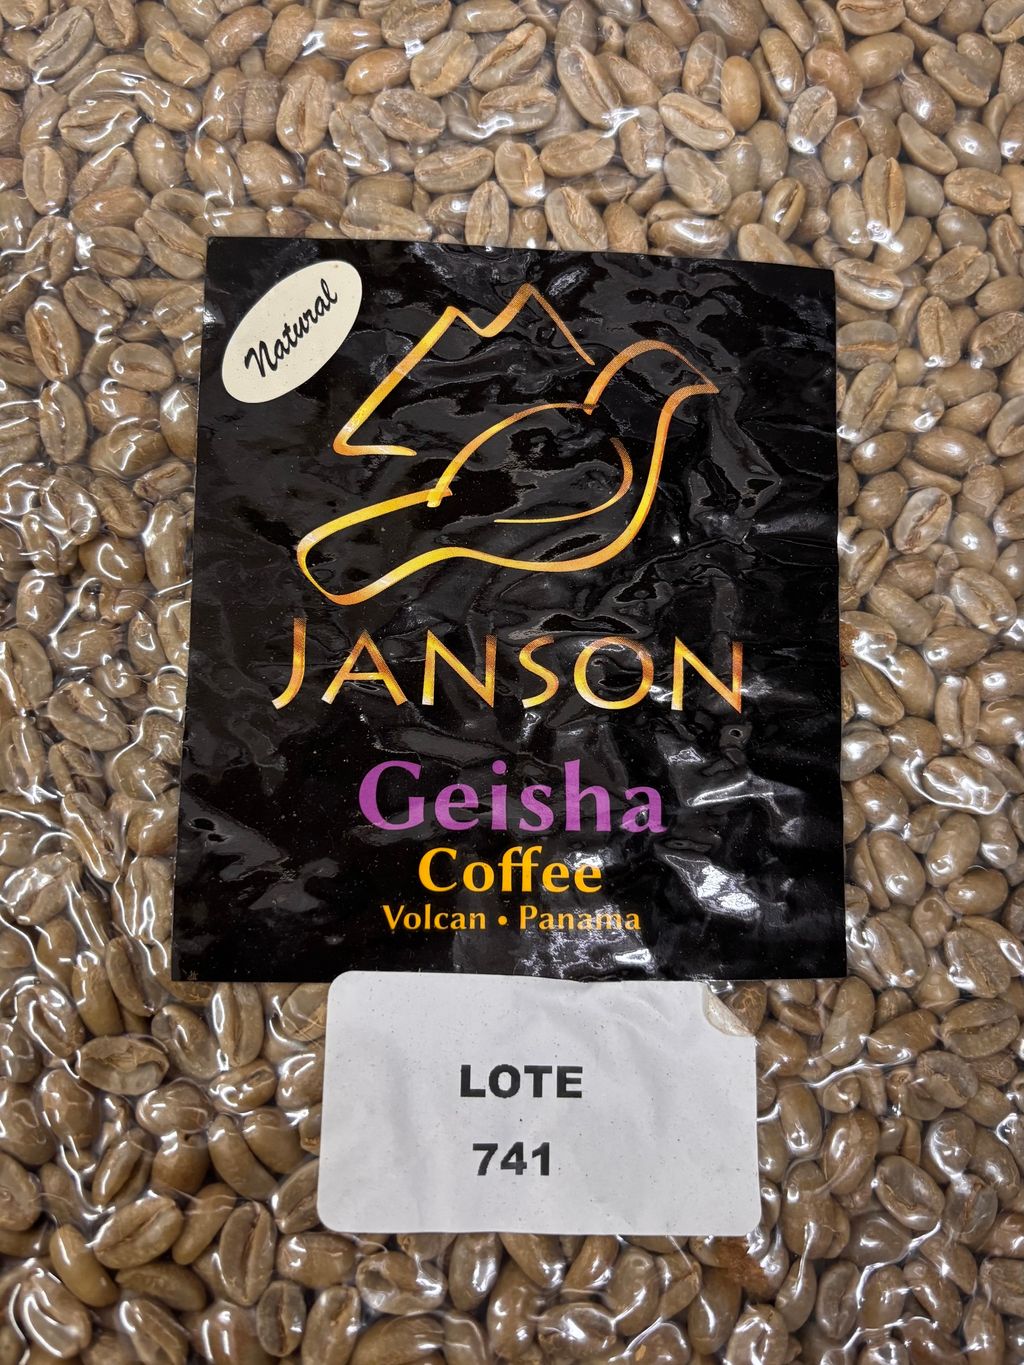 Natural
JANSON
Geisha
Coffee
Volcan • Panama
LOTE
741